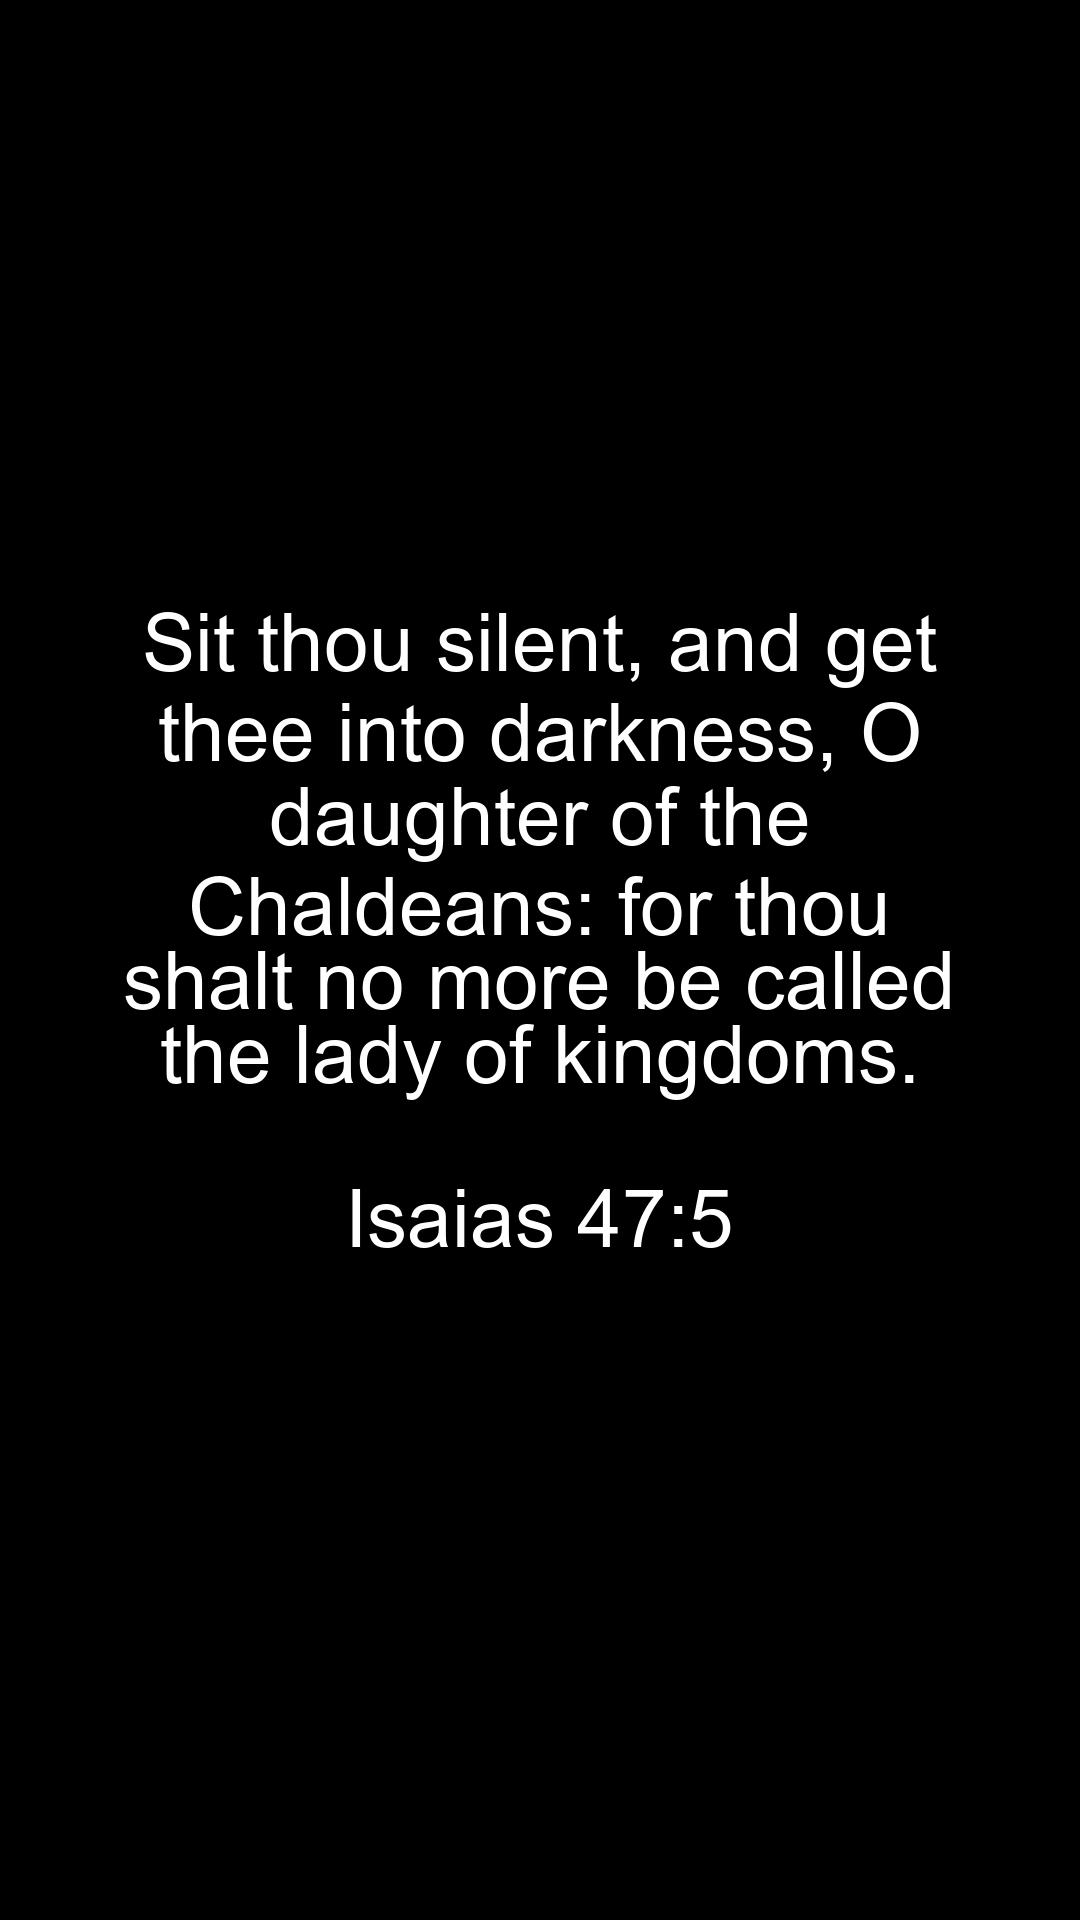 Sit thou silent, and get
thee into darkness, O
daughter of the
Chaldeans: for thou
shalt no more be called
the lady of kingdoms.
Isaias 47:5